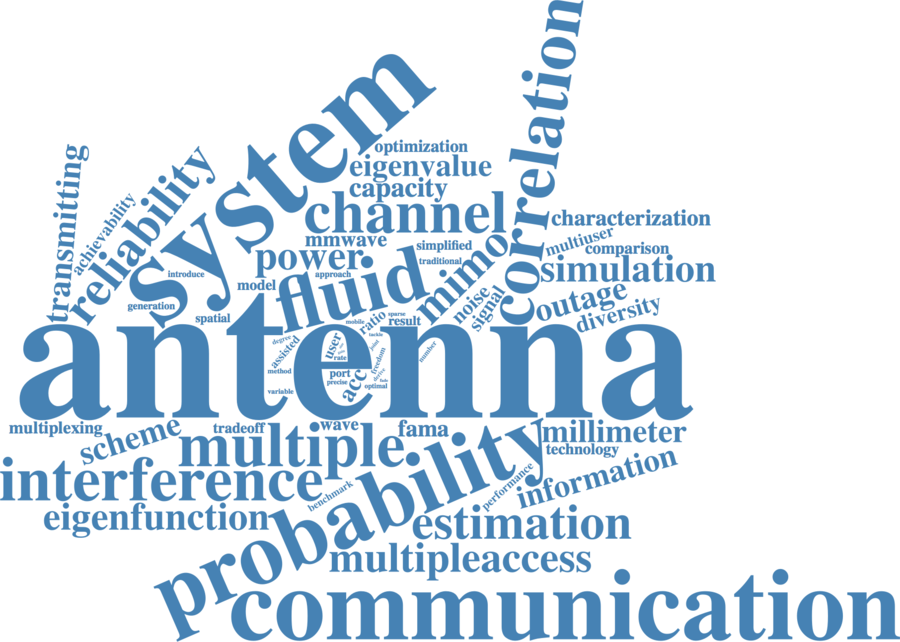 system
correlation
transmitting
achievability
reliability
optimization
eigenvalue
capacity
channel
characterization
mmwave
simplified
multiuser
comparison
power
traditional
mimo
simulation
introduce
approach
model
fluid
noise
signal
outage
diversity
generation
spatial
mobile
sparse
ratio
result
antenna
degree
assisted
user
tackle
point
number
rate
freedom
method
port
precise
acc
derive
optimal
variable
multiplexing
scheme
tradeoff
wave
fama
millimeter
multiple
probability
technology
interference
benchmark
performance
information
eigenfunction
estimation
multipleaccess
communication